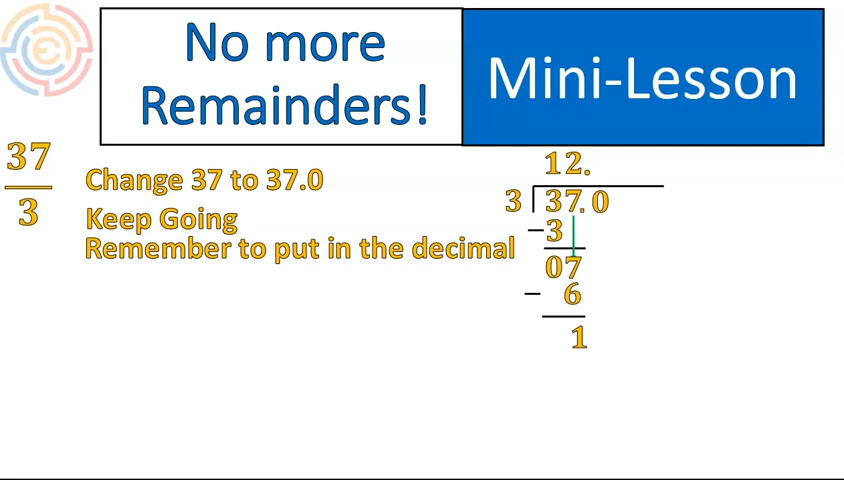 No more
Remainders!
Mini-Lesson
37
3
Change 37 to 37.0
Keep Going
Remember to put in the decimal
12.
3 37.0
−3
07
− 6
1